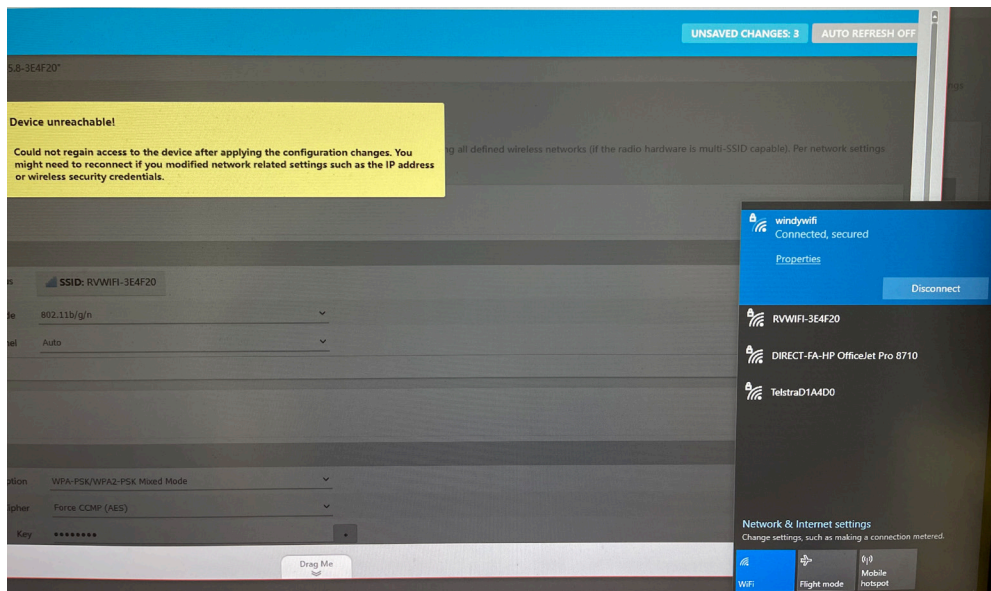 UNSAVED CHANGES: 3 AUTO REFRESH OFF
5.8-3E4F20"
Device unreachable!
Could not regain access to the device after applying the configuration changes. You
might need to reconnect if you modified network related settings such as the IP address
or wireless security credentials.
ng all defined wireless networks (if the radio hardware is multi-SSID capable). Per network settings
SSID: RVWIFI-3E4F20
802.11b/g/n
Auto
WPA-PSK/WPA2-PSK Mixed Mode
Force CCMP (AES)
Key ••••••••
Drag Me
windywifi
Connected, secured
Properties
Disconnect
RVWIFI-3E4F20
DIRECT-FA-HP OfficeJet Pro 8710
TelstraD1A4D0
Network & Internet settings
Change settings, such as making a connection metered.
WiFi
Flight mode
Mobile
hotspot